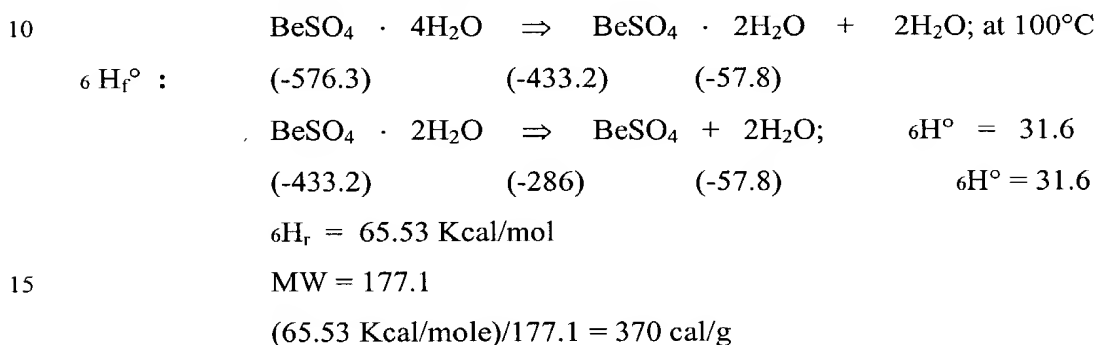 10 BeSO₄ · 4H₂O ⇒ BeSO₄ · 2H₂O + 2H₂O; at 100°C
₆ H_f° : (-576.3) (-433.2) (-57.8)
BeSO₄ · 2H₂O ⇒ BeSO₄ + 2H₂O; ₆H° = 31.6
(-433.2) (-286) (-57.8) ₆H° = 31.6
₆Hᵣ = 65.53 Kcal/mol
15 MW = 177.1
(65.53 Kcal/mole)/177.1 = 370 cal/g